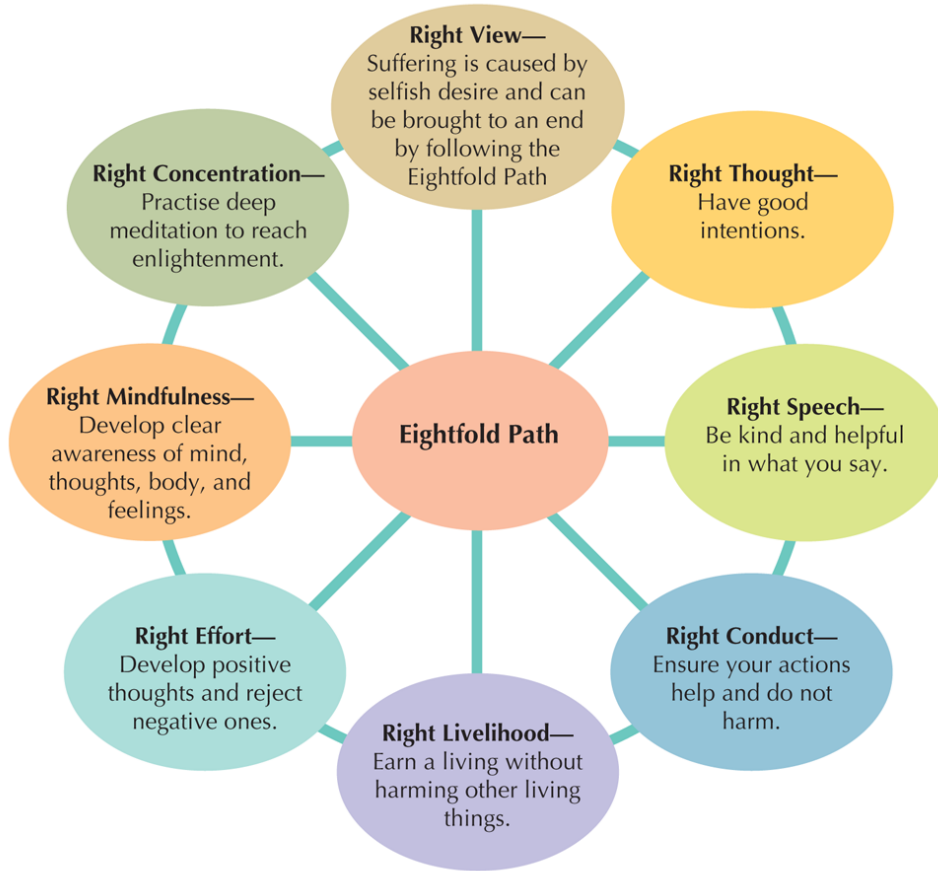 Right View—
Suffering is caused by
selfish desire and can
be brought to an end
by following the
Eightfold Path
Right Thought—
Have good
intentions.
Right Speech—
Be kind and helpful
in what you say.
Right Conduct—
Ensure your actions
help and do not
harm.
Right Livelihood—
Earn a living without
harming other living
things.
Right Effort—
Develop positive
thoughts and reject
negative ones.
Right Mindfulness—
Develop clear
awareness of mind,
thoughts, body, and
feelings.
Right Concentration—
Practise deep
meditation to reach
enlightenment.
Eightfold Path